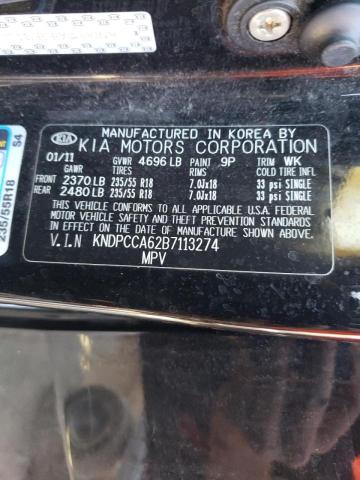 MANUFACTURED IN KOREA BY
KIA KIA MOTORS CORPORATION
01/11 GVWR 4696 LB PAINT 9P TRIM WK
GAWR TIRES RIMS COLD TIRE INFL
FRONT 2370 LB 235/55 R18 7.0Jx18 33 psi SINGLE
REAR 2480 LB 235/55 R18 7.0Jx18 33 psi SINGLE
THIS VEHICLE CONFORMS TO ALL APPLICABLE U.S.A FEDERAL
MOTOR VEHICLE SAFETY AND THEFT PREVENTION STANDARDS
IN EFFECT ON THE DATE OF MANUFACTURE SHOWN ABOVE.
V.I.N KNDPCCA62B7113274
MPV
235/55R18 S4